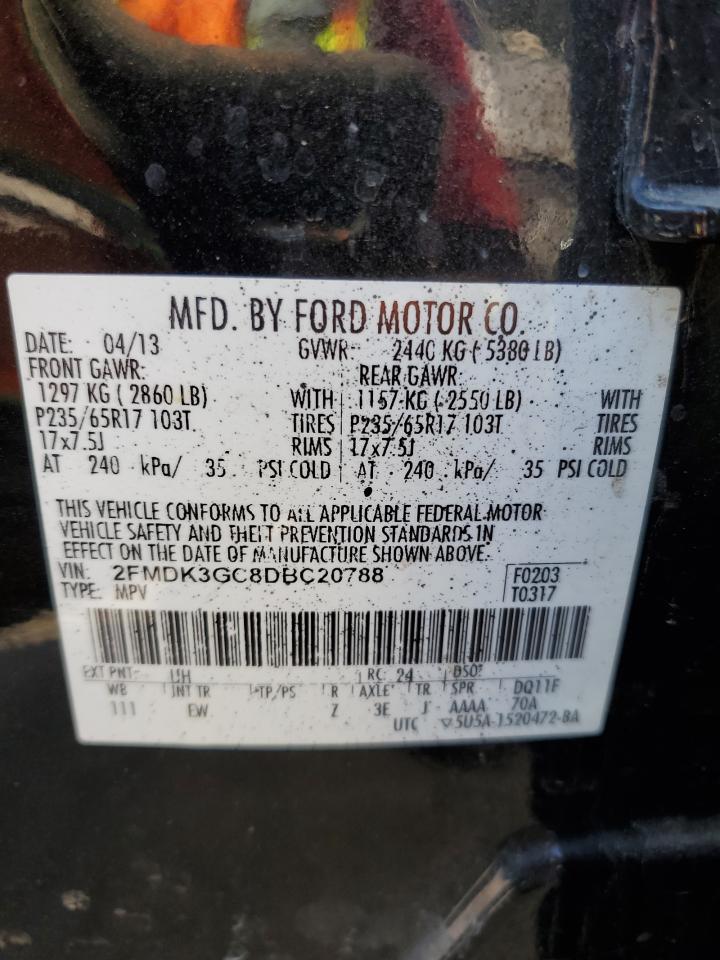 MFD. BY FORD MOTOR CO.
DATE: 04/13 GVWR: 2440 KG ( 5380 LB)
FRONT GAWR: REAR GAWR:
1297 KG ( 2860 LB) WITH 1157 KG ( 2550 LB) WITH
P235/65R17 103T TIRES P235/65R17 103T TIRES
17x7.5J RIMS 17x7.5J RIMS
AT 240 kPa/ 35 PSI COLD AT 240 kPa/ 35 PSI COLD
THIS VEHICLE CONFORMS TO ALL APPLICABLE FEDERAL MOTOR
VEHICLE SAFETY AND THEFT PREVENTION STANDARDS IN
EFFECT ON THE DATE OF MANUFACTURE SHOWN ABOVE.
VIN: 2FMDK3GC8DBC20788 F0203
TYPE: MPV T0317
EXT PNT: UH RC: 24 DSO:
WB INT TR TP/PS R AXLE TR SPR DQ11F
111 EW Z 3E J AAAA 70A
UTC 5U5A-1520472-BA